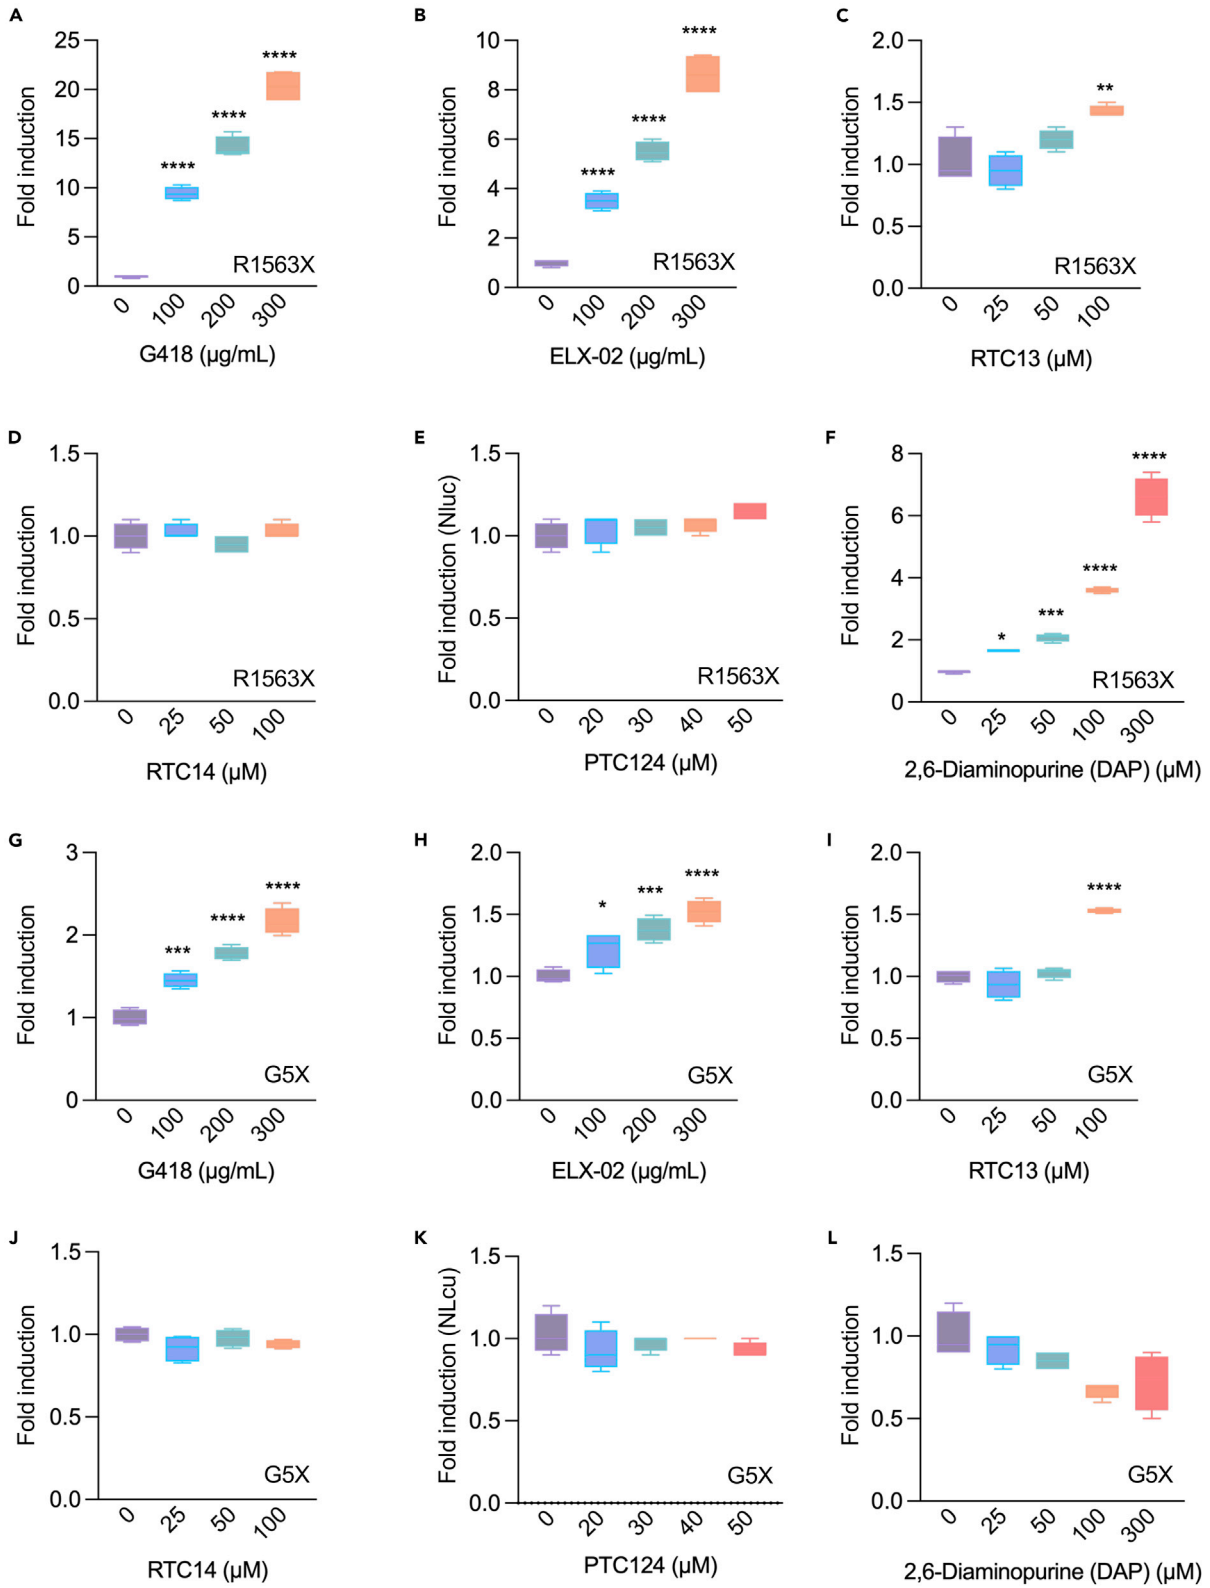 A
Fold induction
25
20
15
10
5
0
****
****
****
R1563X
0
100
200
300
G418 (µg/mL)
B
Fold induction
10
8
6
4
2
0
****
****
****
R1563X
0
100
200
300
ELX-02 (µg/mL)
C
Fold induction
2.0
1.5
1.0
0.5
0.0
**
R1563X
0
25
50
100
RTC13 (µM)
D
Fold induction
1.5
1.0
0.5
0.0
R1563X
0
25
50
100
RTC14 (µM)
E
Fold induction (Nluc)
1.5
1.0
0.5
0.0
R1563X
0
20
30
40
50
PTC124 (µM)
F
Fold induction
8
6
4
2
0
*
***
****
****
R1563X
0
25
50
100
300
2,6-Diaminopurine (DAP) (µM)
G
Fold induction
3
2
1
0
***
****
****
G5X
0
100
200
300
G418 (µg/mL)
H
Fold induction
2.0
1.5
1.0
0.5
0.0
*
***
****
G5X
0
100
200
300
ELX-02 (µg/mL)
I
Fold induction
2.0
1.5
1.0
0.5
0.0
****
G5X
0
25
50
100
RTC13 (µM)
J
Fold induction
1.5
1.0
0.5
0.0
G5X
0
25
50
100
RTC14 (µM)
K
Fold induction (NLcu)
1.5
1.0
0.5
0.0
G5X
0
20
30
40
50
PTC124 (µM)
L
Fold induction
1.5
1.0
0.5
0.0
G5X
0
25
50
100
300
2,6-Diaminopurine (DAP) (µM)